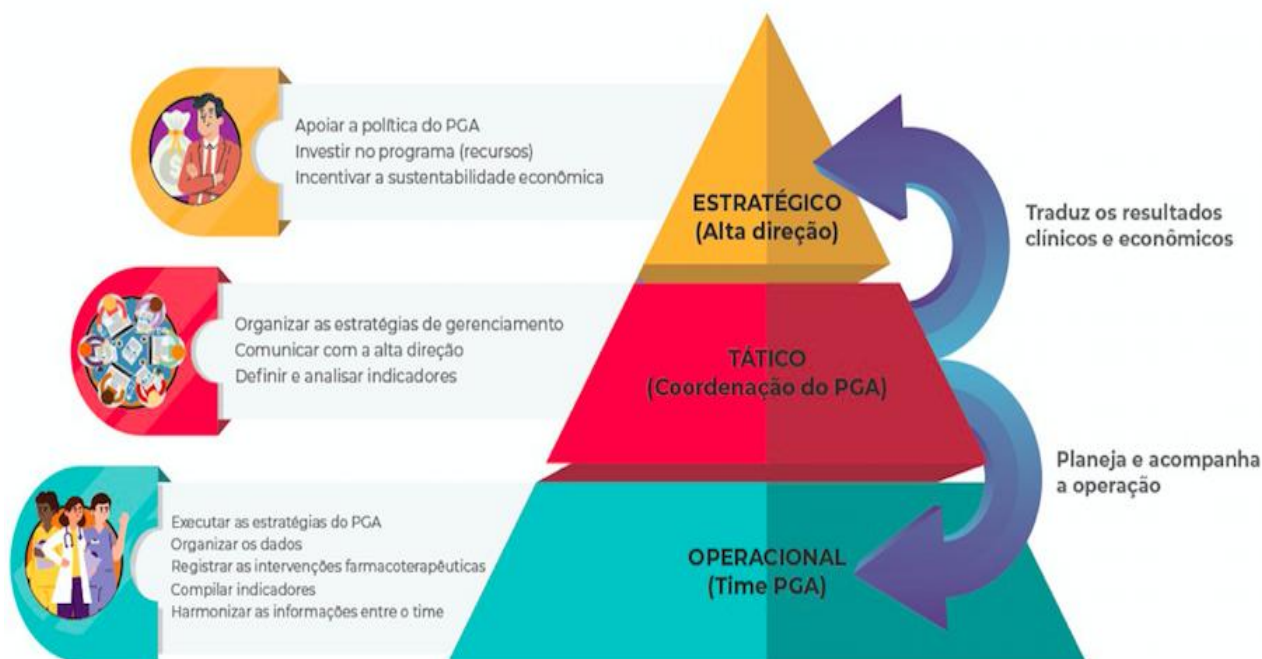 Apoiar a política do PGA
Investir no programa (recursos)
Incentivar a sustentabilidade econômica
ESTRATÉGICO
(Alta direção)
Traduz os resultados
clínicos e econômicos
Organizar as estratégias de gerenciamento
Comunicar com a alta direção
Definir e analisar indicadores
TÁTICO
(Coordenação do PGA)
Planeja e acompanha
a operação
Executar as estratégias do PGA
Organizar os dados
Registrar as intervenções farmacoterapêuticas
Compilar indicadores
Harmonizar as informações entre o time
OPERACIONAL
(Time PGA)